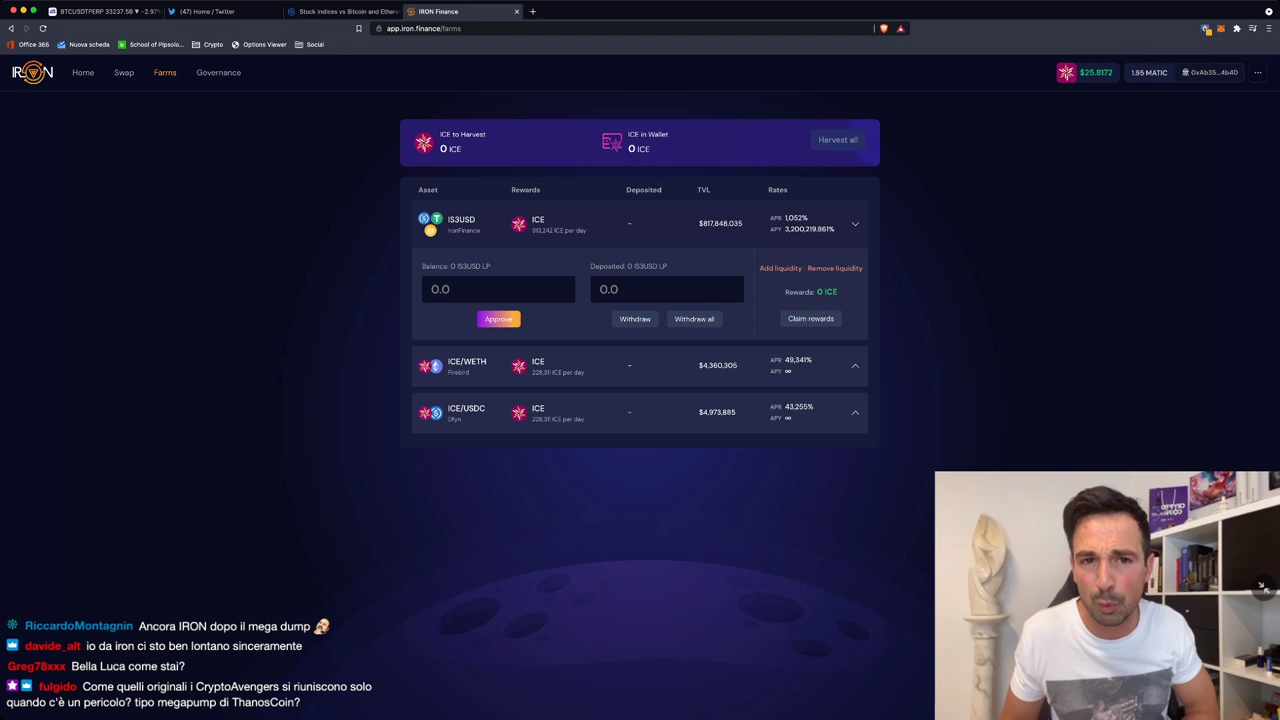 BTCUSDTPERP 33237.56 ▼ −2.97%
(47) Home / Twitter
Stock Indices vs Bitcoin and Ether
IRON Finance
app.iron.finance/farms
Office 365
Nuova scheda
School of Pipsolo...
Crypto
Options Viewer
Social
IRON
Home
Swap
Farms
Governance
$25.8172
1.95 MATIC
0xAb35...4b4D
ICE to Harvest
0 ICE
ICE in Wallet
0 ICE
Harvest all
Asset Rewards Deposited TVL Rates
IS3USD
IronFinance
ICE
913,242 ICE per day
-
$817,848,035
APR 1,052%
APY 3,200,219.861%
Balance: 0 IS3USD LP
0.0
Approve
Deposited: 0 IS3USD LP
0.0
Withdraw
Withdraw all
Add liquidity Remove liquidity
Rewards: 0 ICE
Claim rewards
ICE/WETH
Firebird
ICE
228,311 ICE per day
-
$4,360,305
APR 49,341%
APY ∞
ICE/USDC
Dfyn
ICE
228,311 ICE per day
-
$4,973,885
APR 43,255%
APY ∞
RiccardoMontagnin Ancora IRON dopo il mega dump
davide_alt io da iron ci sto ben lontano sinceramente
Greg78xxx Bella Luca come stai?
fulgido Come quelli originali i CryptoAvengers si riuniscono solo
quando c'è un pericolo? tipo megapump di ThanosCoin?